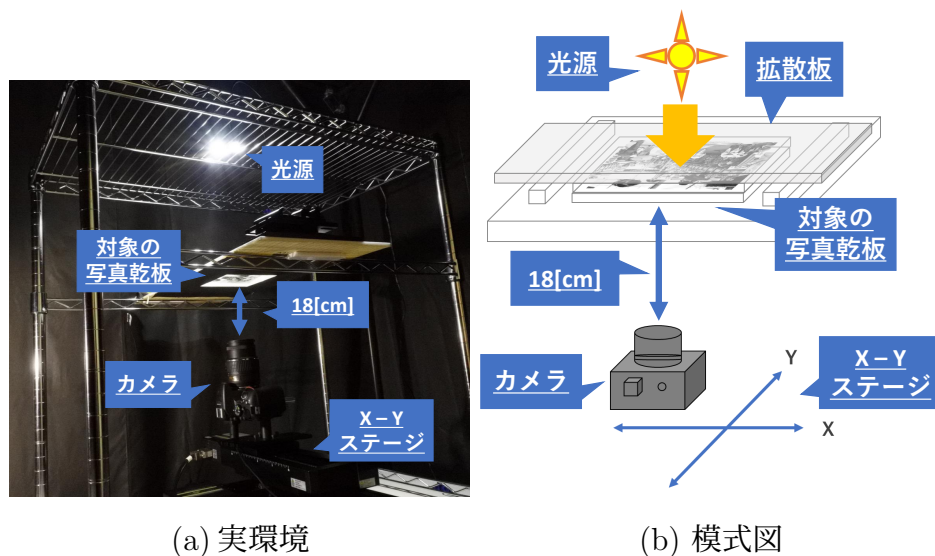 光源
対象の
写真乾板
18[cm]
カメラ
X－Y
ステージ
(a) 実環境
光源
拡散板
対象の
写真乾板
18[cm]
カメラ
X－Y
ステージ
Y
X
(b) 模式図